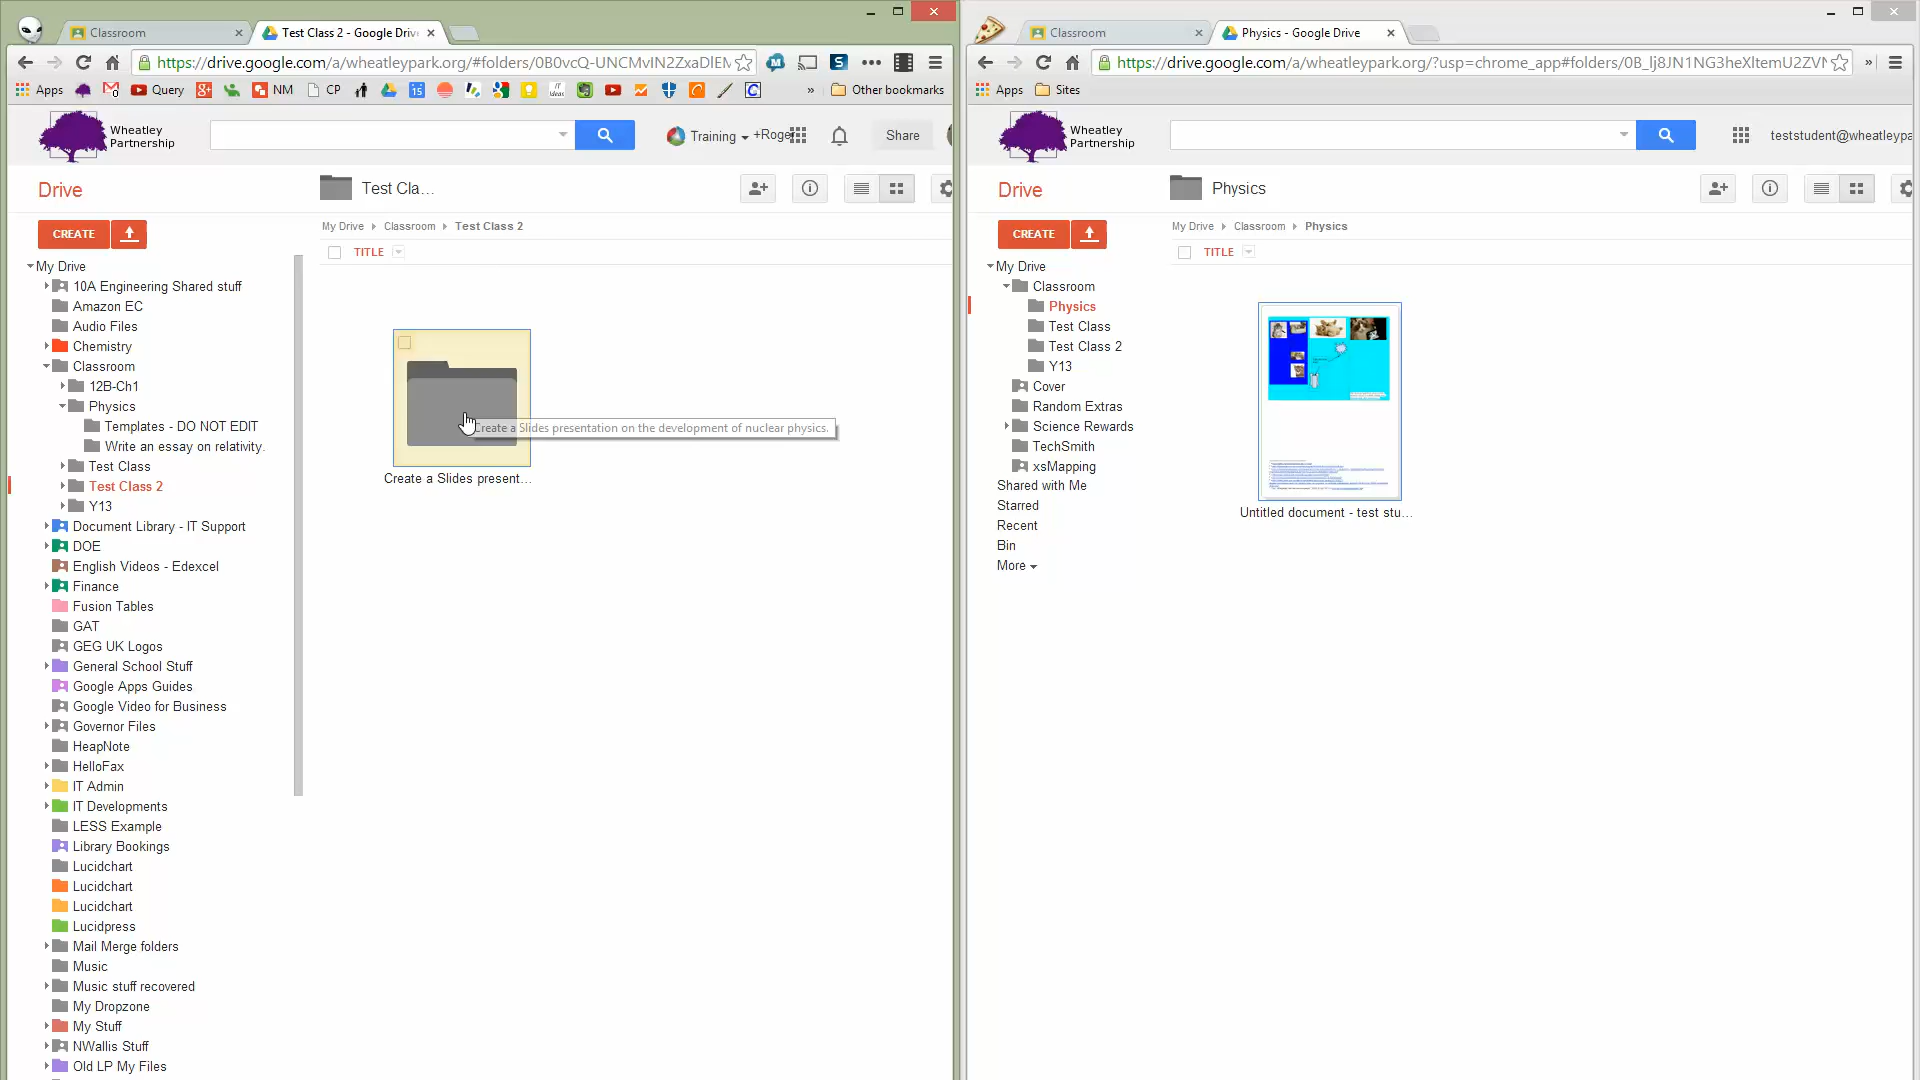 Classroom
Test Class 2 - Google Driv
https://drive.google.com/a/wheatleypark.org/#folders/0B0vcQ-UNCMvIN2ZxaDlEM
Apps
Query
NM
CP
15
IT ideas
»
Other bookmarks
Wheatley
Partnership
Training
+Roge
Share
Drive
Test Cla...
CREATE
My Drive
Classroom
Test Class 2
TITLE
My Drive
10A Engineering Shared stuff
Amazon EC
Audio Files
Chemistry
Classroom
12B-Ch1
Physics
Templates - DO NOT EDIT
Write an essay on relativity.
Test Class
Test Class 2
Y13
Document Library - IT Support
DOE
English Videos - Edexcel
Finance
Fusion Tables
GAT
GEG UK Logos
General School Stuff
Google Apps Guides
Google Video for Business
Governor Files
HeapNote
HelloFax
IT Admin
IT Developments
LESS Example
Library Bookings
Lucidchart
Lucidchart
Lucidchart
Lucidpress
Mail Merge folders
Music
Music stuff recovered
My Dropzone
My Stuff
NWallis Stuff
Old LP My Files
Create a Slides presentation on the development of nuclear physics.
Create a Slides present...
Classroom
Physics - Google Drive
https://drive.google.com/a/wheatleypark.org/?usp=chrome_app#folders/0B_lj8JN1NG3heXltemU2ZVN
»
Apps
Sites
Wheatley
Partnership
teststudent@wheatleypa
Drive
Physics
CREATE
My Drive
Classroom
Physics
TITLE
My Drive
Classroom
Physics
Test Class
Test Class 2
Y13
Cover
Random Extras
Science Rewards
TechSmith
xsMapping
Shared with Me
Starred
Recent
Bin
More
Untitled document - test stu...